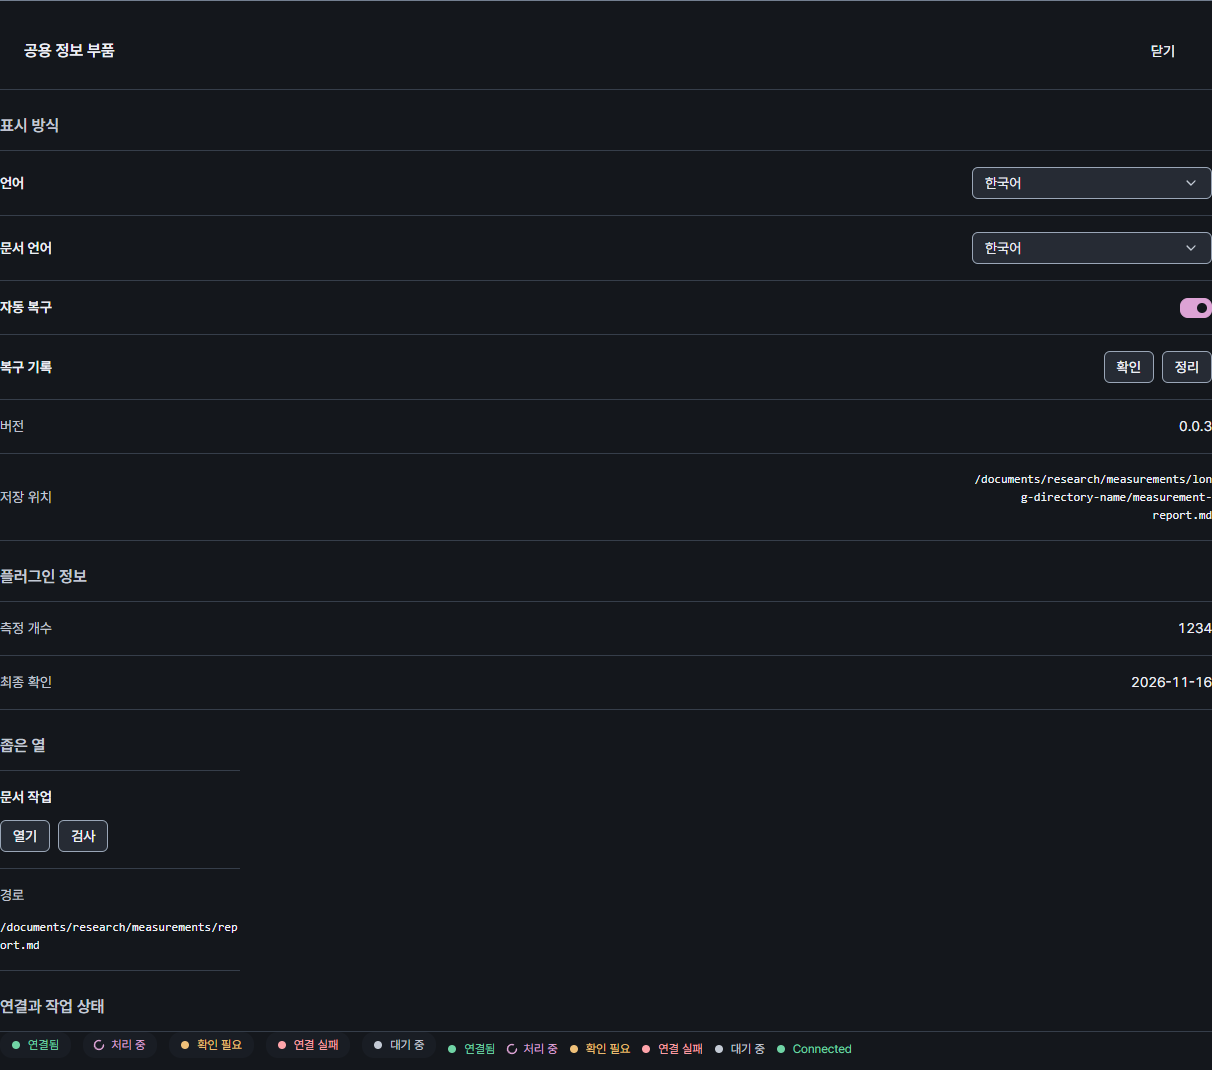 공용 정보 부품
닫기
표시 방식
언어
한국어
문서 언어
한국어
자동 복구
복구 기록
확인
정리
버전
0.0.3
저장 위치
/documents/research/measurements/lon
g-directory-name/measurement-
report.md
플러그인 정보
측정 개수
1234
최종 확인
2026-11-16
좁은 열
문서 작업
열기
검사
경로
/documents/research/measurements/rep
ort.md
연결과 작업 상태
연결됨 처리 중 확인 필요 연결 실패 대기 중 연결됨 처리 중 확인 필요 연결 실패 대기 중 Connected